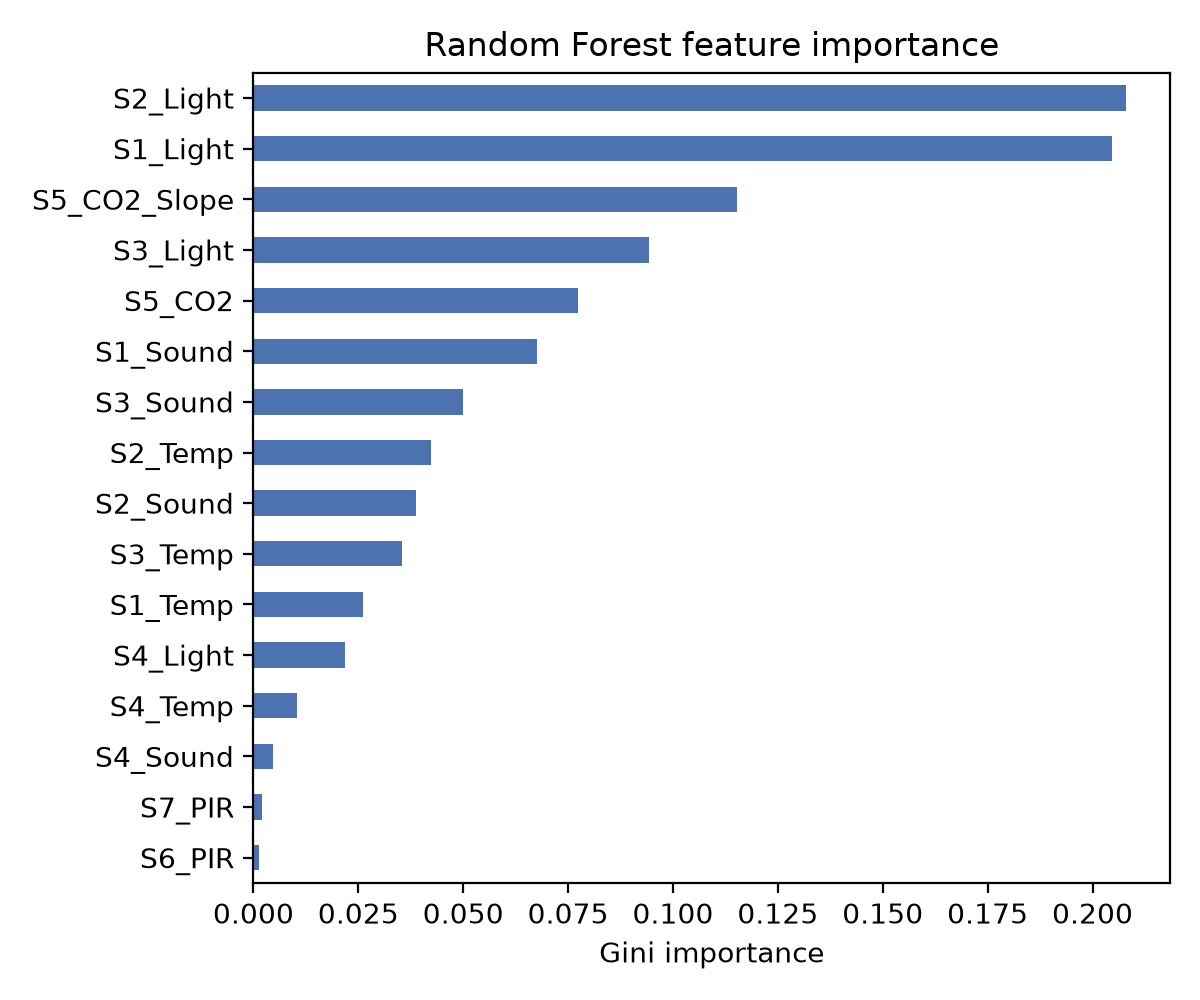 Random Forest feature importance
S2_Light
S1_Light
S5_CO2_Slope
S3_Light
S5_CO2
S1_Sound
S3_Sound
S2_Temp
S2_Sound
S3_Temp
S1_Temp
S4_Light
S4_Temp
S4_Sound
S7_PIR
S6_PIR
0.000 0.025 0.050 0.075 0.100 0.125 0.150 0.175 0.200
Gini importance